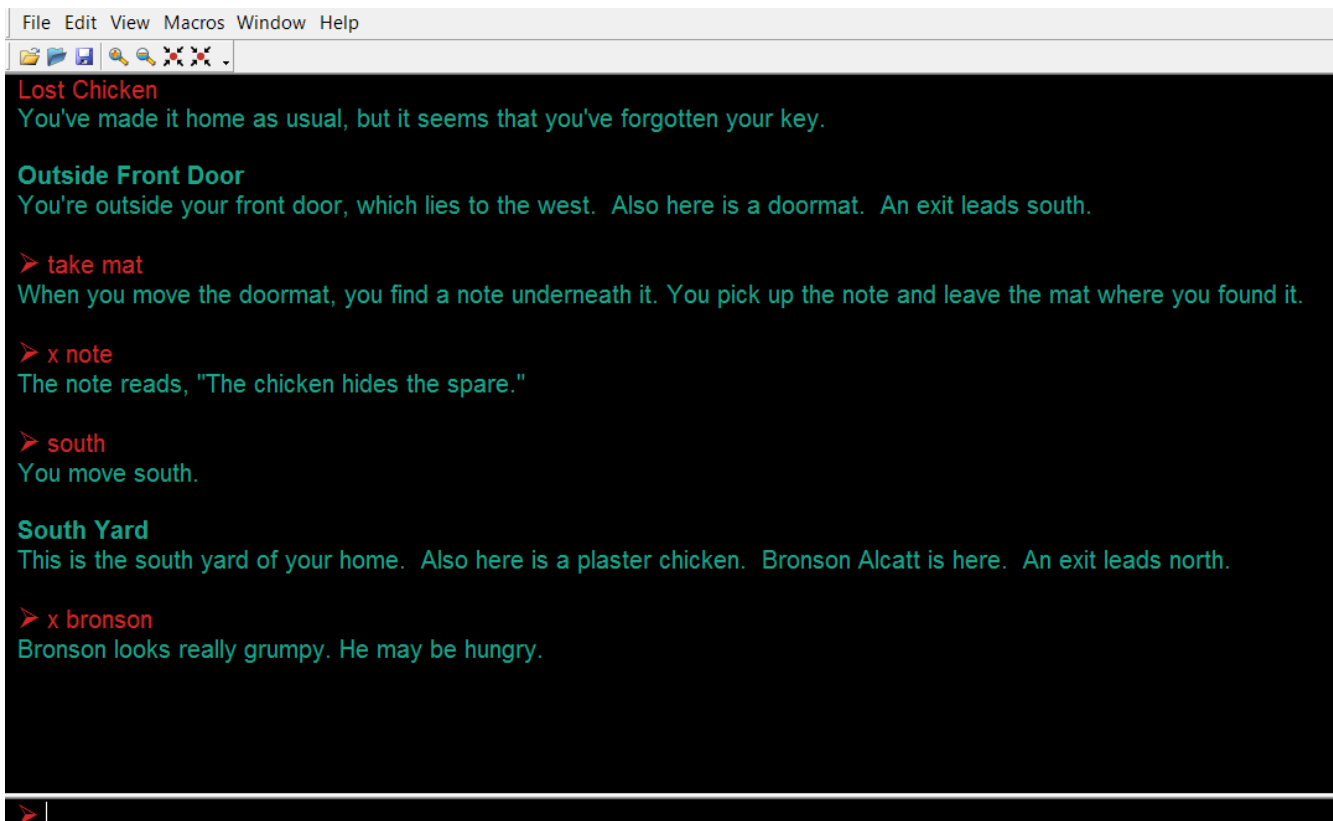 File Edit View Macros Window Help
Lost Chicken
You've made it home as usual, but it seems that you've forgotten your key.
Outside Front Door
You're outside your front door, which lies to the west.  Also here is a doormat.  An exit leads south.
➢ take mat
When you move the doormat, you find a note underneath it. You pick up the note and leave the mat where you found it.
➢ x note
The note reads, "The chicken hides the spare."
➢ south
You move south.
South Yard
This is the south yard of your home.  Also here is a plaster chicken.  Bronson Alcatt is here.  An exit leads north.
➢ x bronson
Bronson looks really grumpy. He may be hungry.
➢